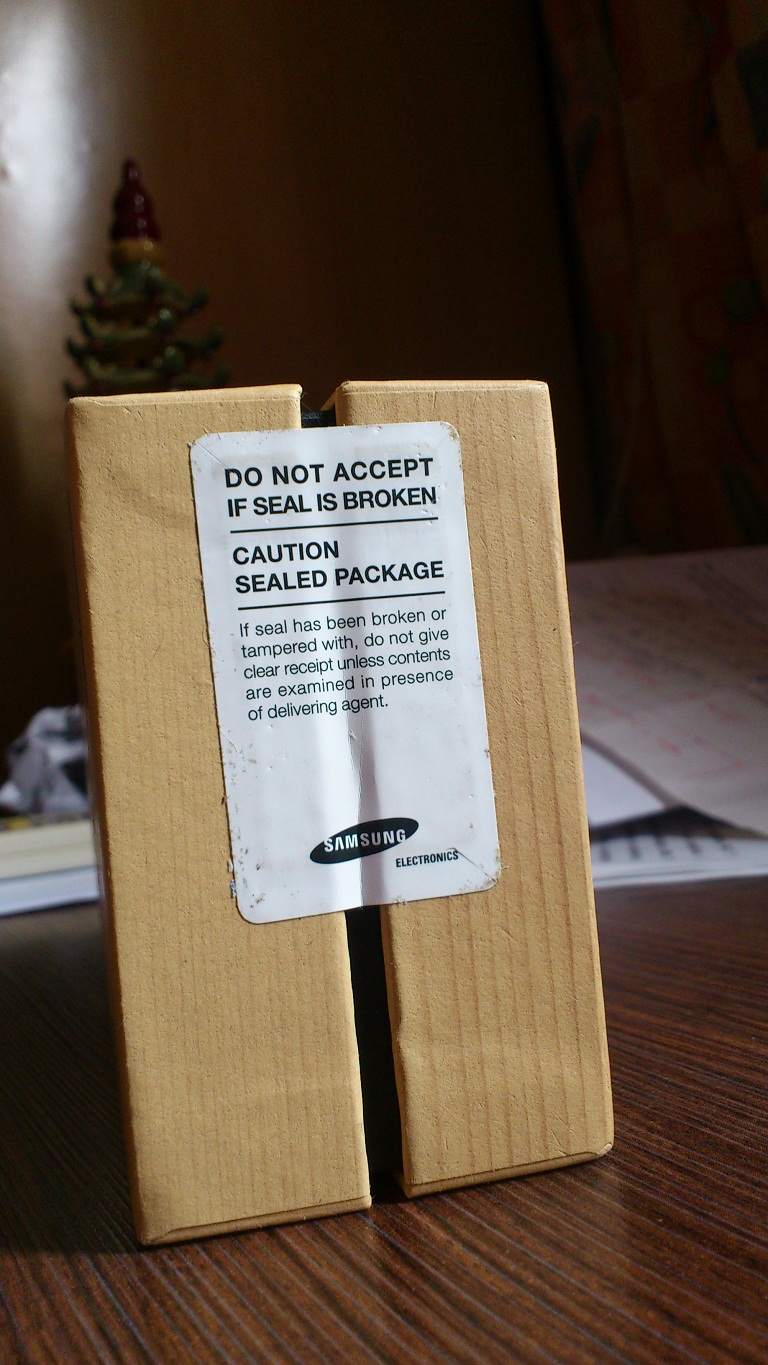 DO NOT ACCEPT
IF SEAL IS BROKEN
CAUTION
SEALED PACKAGE
If seal has been broken or
tampered with, do not give
clear receipt unless contents
are examined in presence
of delivering agent.
SAMSUNG
ELECTRONICS